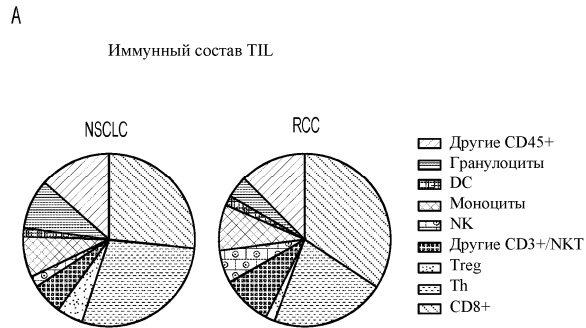 A
Иммунный состав TIL
NSCLC
RCC
Другие CD45+
Гранулоциты
DC
Моноциты
NK
Другие CD3+/NKT
Treg
Th
CD8+